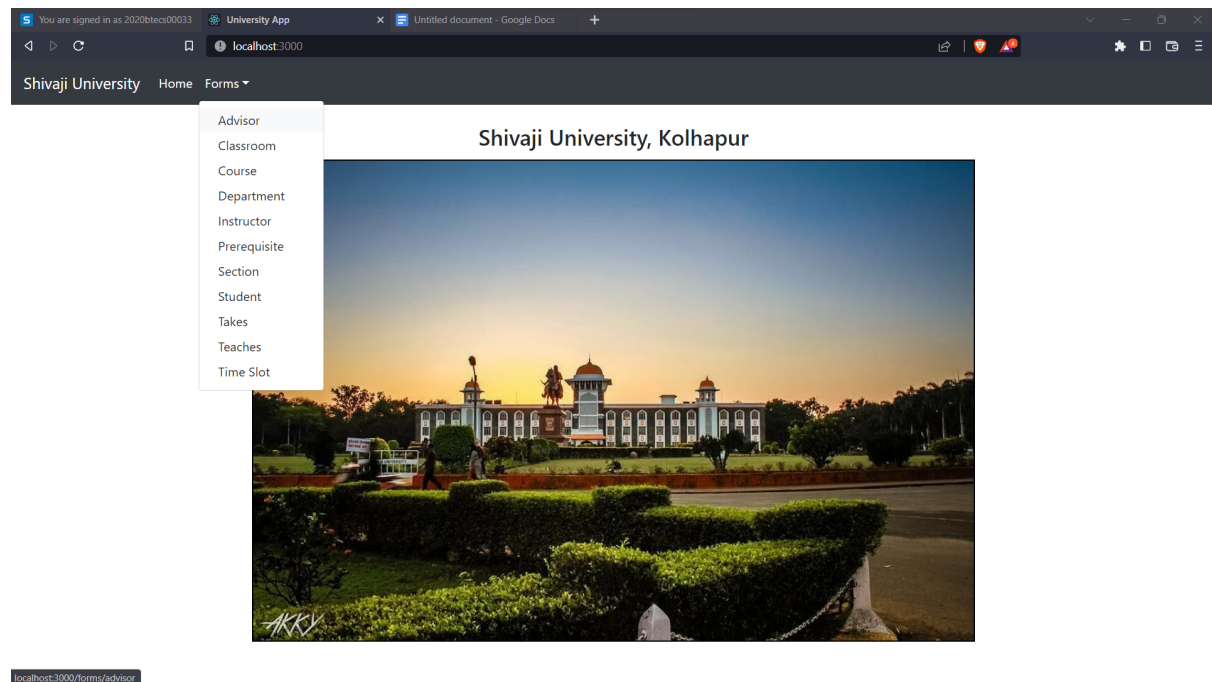 You are signed in as 2020btecs00033
University App
Untitled document - Google Docs
localhost:3000
4
Shivaji University Home Forms
Advisor
Classroom
Course
Department
Instructor
Prerequisite
Section
Student
Takes
Teaches
Time Slot
Shivaji University, Kolhapur
AKKY
localhost:3000/forms/advisor